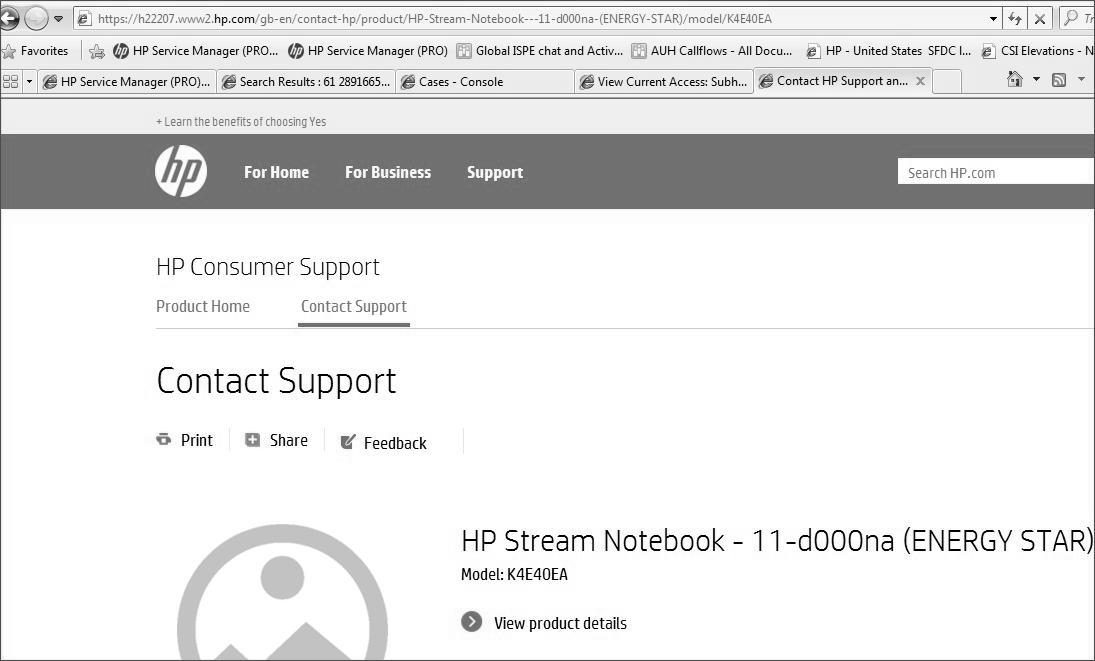 https://h22207.www2.hp.com/gb-en/contact-hp/product/HP-Stream-Notebook---11-d000na-(ENERGY-STAR)/model/K4E40EA
Favorites HP Service Manager (PRO... HP Service Manager (PRO) Global ISPE chat and Activ... AUH Callflows - All Docu... HP - United States SFDC I... CSI Elevations - N
HP Service Manager (PRO)... Search Results : 61 2891665... Cases - Console View Current Access: Subh... Contact HP Support an...
+ Learn the benefits of choosing Yes
hp For Home For Business Support Search HP.com
HP Consumer Support
Product Home Contact Support
Contact Support
Print Share Feedback
HP Stream Notebook - 11-d000na (ENERGY STAR)
Model: K4E40EA
View product details